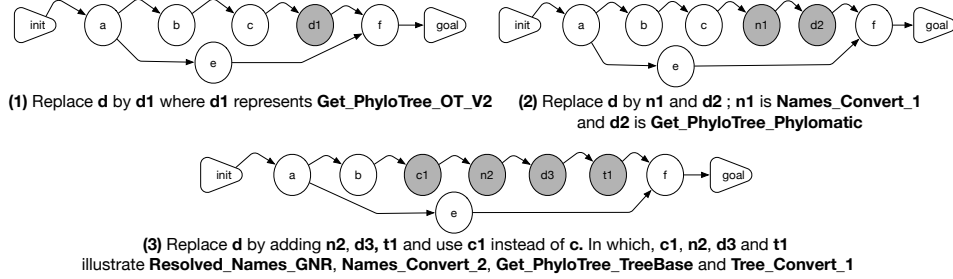 init a b c d1 f goal
e
init a b c n1 d2 f goal
e
(1) Replace d by d1 where d1 represents Get_PhyloTree_OT_V2
(2) Replace d by n1 and d2 ; n1 is Names_Convert_1
and d2 is Get_PhyloTree_Phylomatic
init a b c1 n2 d3 t1 f goal
e
(3) Replace d by adding n2, d3, t1 and use c1 instead of c. In which, c1, n2, d3 and t1
illustrate Resolved_Names_GNR, Names_Convert_2, Get_PhyloTree_TreeBase and Tree_Convert_1